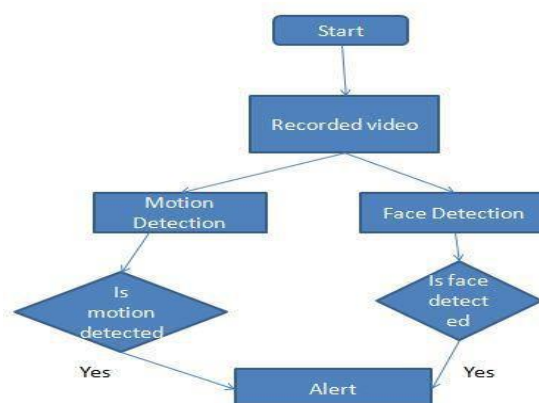 Start
Recorded video
Motion
Detection
Face Detection
Is
motion
detected
Is face
detect
ed
Yes
Yes
Alert